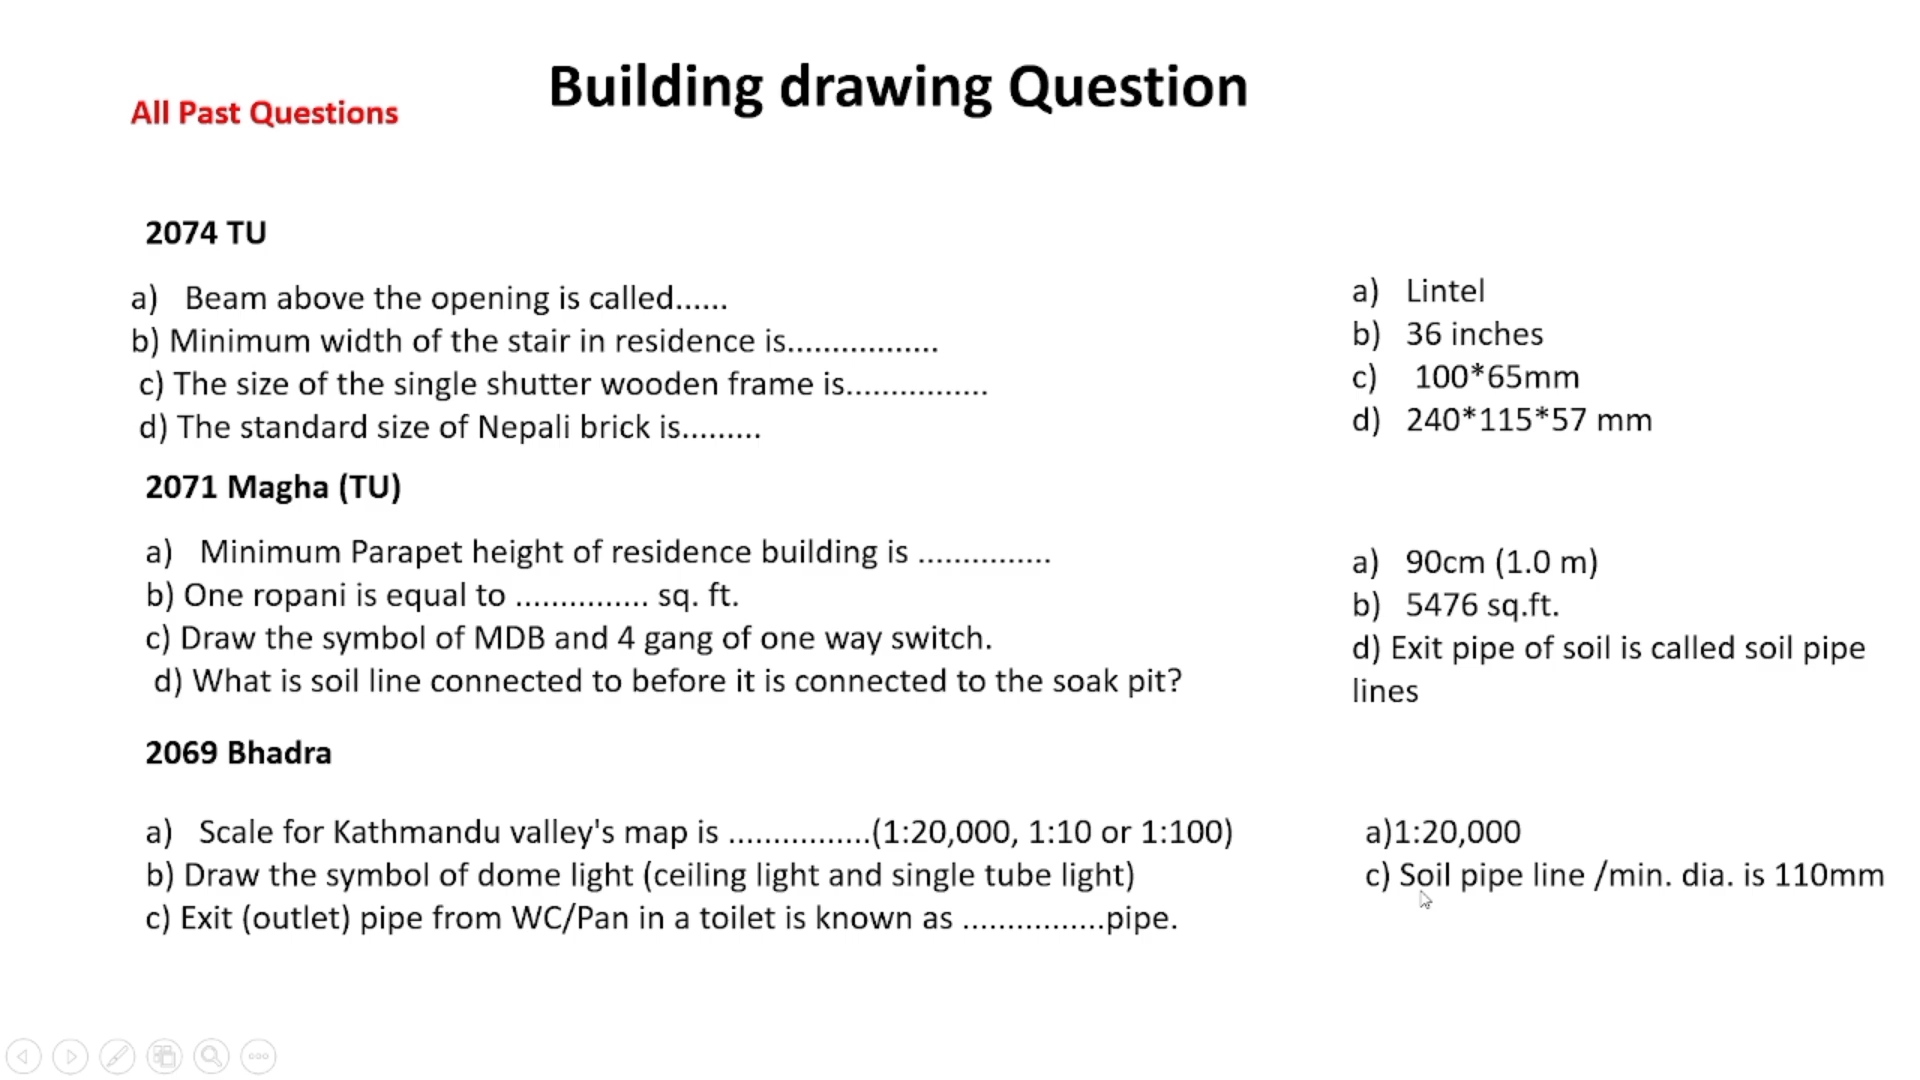 Building drawing Question
All Past Questions
2074 TU
a) Beam above the opening is called......
b) Minimum width of the stair in residence is.................
c) The size of the single shutter wooden frame is................
d) The standard size of Nepali brick is.........
a) Lintel
b) 36 inches
c) 100*65mm
d) 240*115*57 mm
2071 Magha (TU)
a) Minimum Parapet height of residence building is ...............
b) One ropani is equal to ............... sq. ft.
c) Draw the symbol of MDB and 4 gang of one way switch.
d) What is soil line connected to before it is connected to the soak pit?
a) 90cm (1.0 m)
b) 5476 sq.ft.
d) Exit pipe of soil is called soil pipe
lines
2069 Bhadra
a) Scale for Kathmandu valley's map is ................(1:20,000, 1:10 or 1:100)
b) Draw the symbol of dome light (ceiling light and single tube light)
c) Exit (outlet) pipe from WC/Pan in a toilet is known as ................pipe.
a)1:20,000
c) Soil pipe line /min. dia. is 110mm